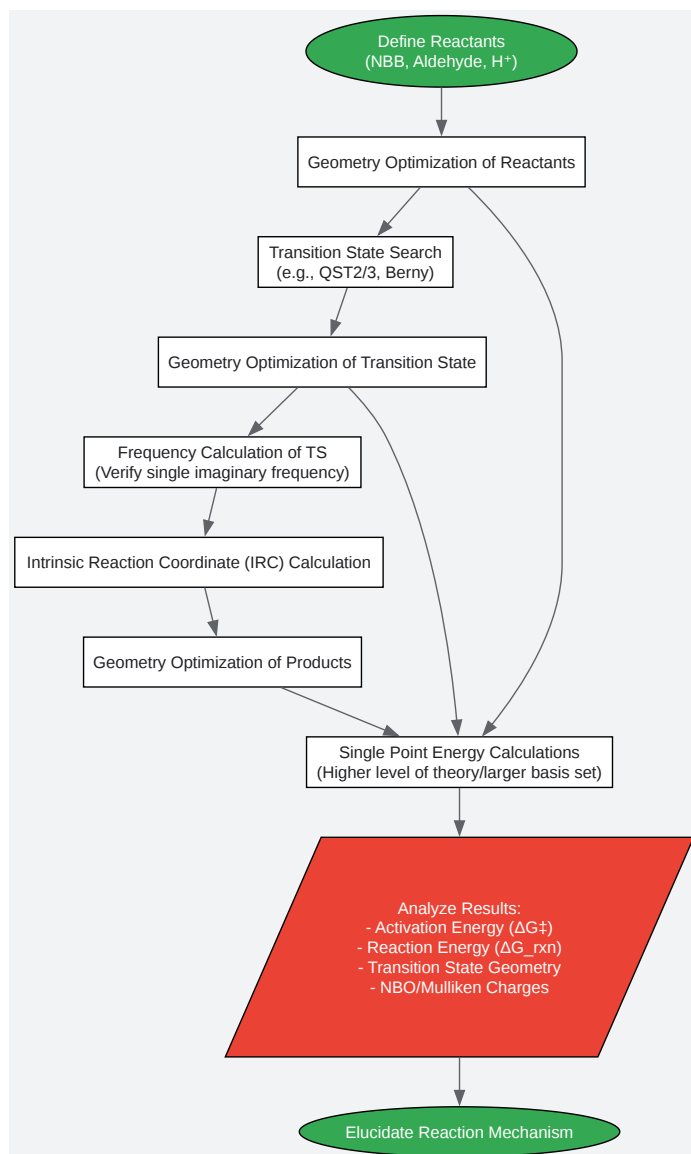 Define Reactants
(NBB, Aldehyde, H⁺)
Geometry Optimization of Reactants
Transition State Search
(e.g., QST2/3, Berny)
Geometry Optimization of Transition State
Frequency Calculation of TS
(Verify single imaginary frequency)
Intrinsic Reaction Coordinate (IRC) Calculation
Geometry Optimization of Products
Single Point Energy Calculations
(Higher level of theory/larger basis set)
Analyze Results:
- Activation Energy (ΔG‡)
- Reaction Energy (ΔG_rxn)
- Transition State Geometry
- NBO/Mulliken Charges
Elucidate Reaction Mechanism